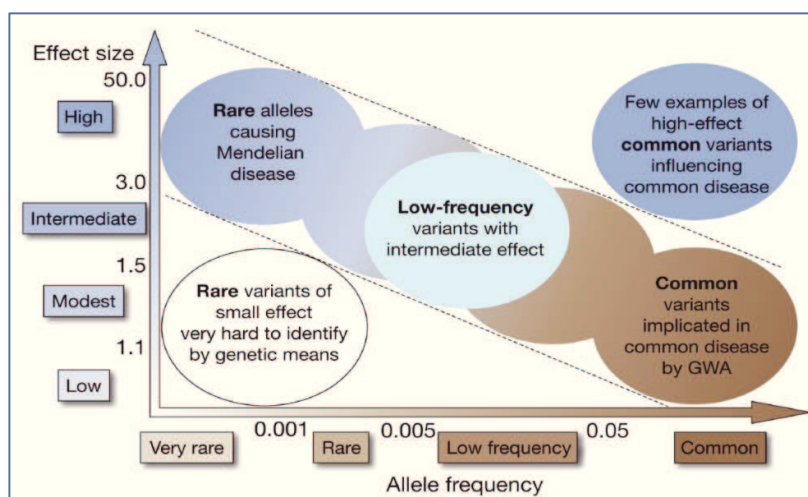 Effect size
50.0
High
3.0
Intermediate
1.5
Modest
1.1
Low
Rare alleles
causing
Mendelian
disease
Few examples of
high-effect
common variants
influencing
common disease
Low-frequency
variants with
intermediate effect
Rare variants of
small effect
very hard to identify
by genetic means
Common
variants
implicated in
common disease
by GWA
0.001
0.005
0.05
Very rare
Rare
Low frequency
Common
Allele frequency